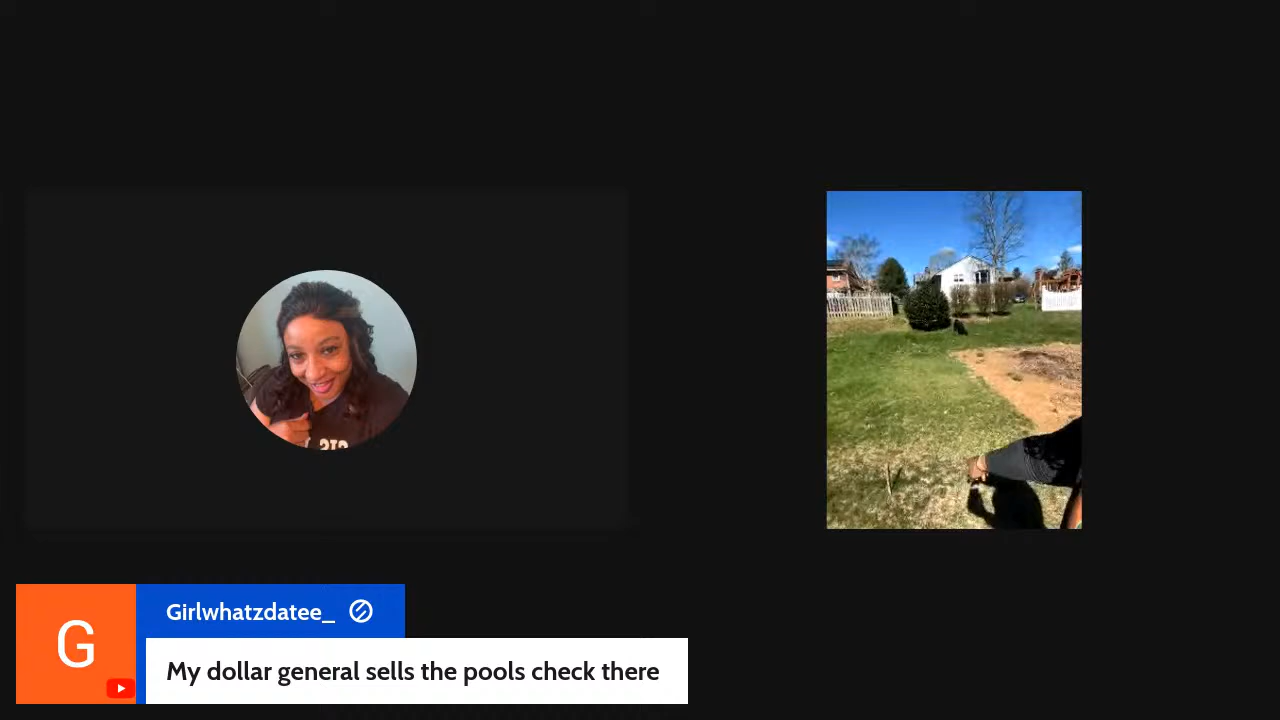 G
Girlwhatzdatee_
My dollar general sells the pools check there